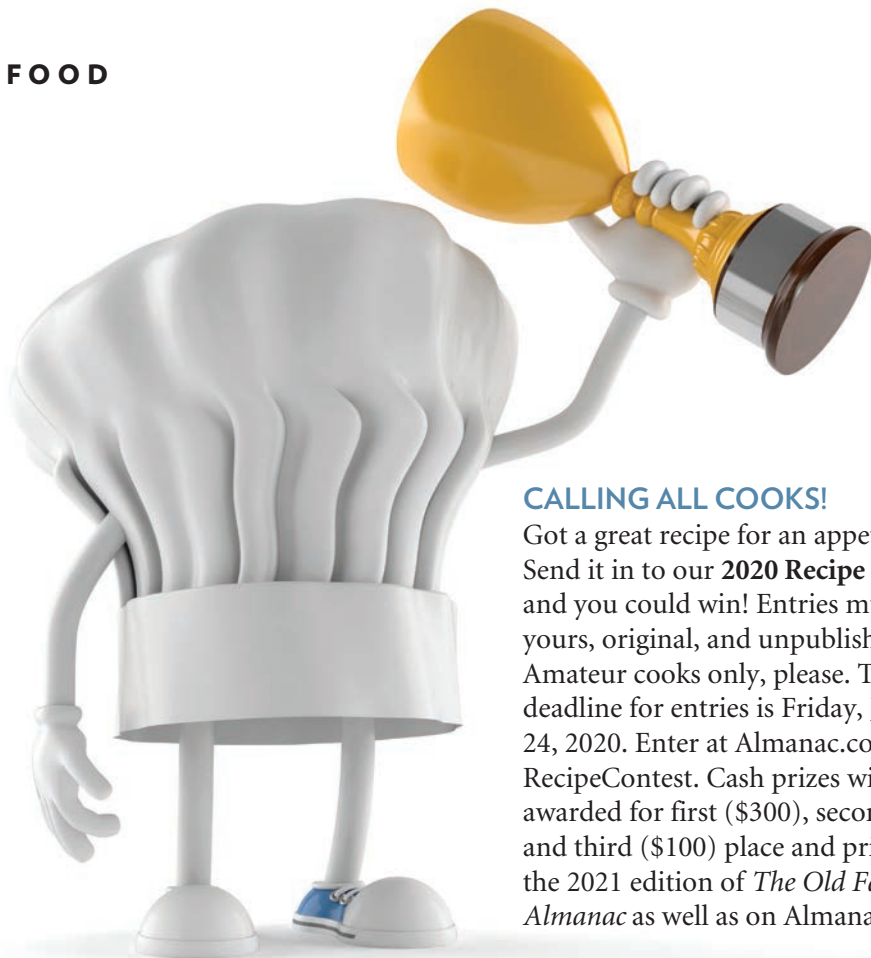 FOOD
CALLING ALL COOKS!
Got a great recipe for an appe
Send it in to our 2020 Recipe
and you could win! Entries mu
yours, original, and unpublish
Amateur cooks only, please. T
deadline for entries is Friday, J
24, 2020. Enter at Almanac.co
RecipeContest. Cash prizes wi
awarded for first ($300), secon
and third ($100) place and pri
the 2021 edition of The Old Fa
Almanac as well as on Almana